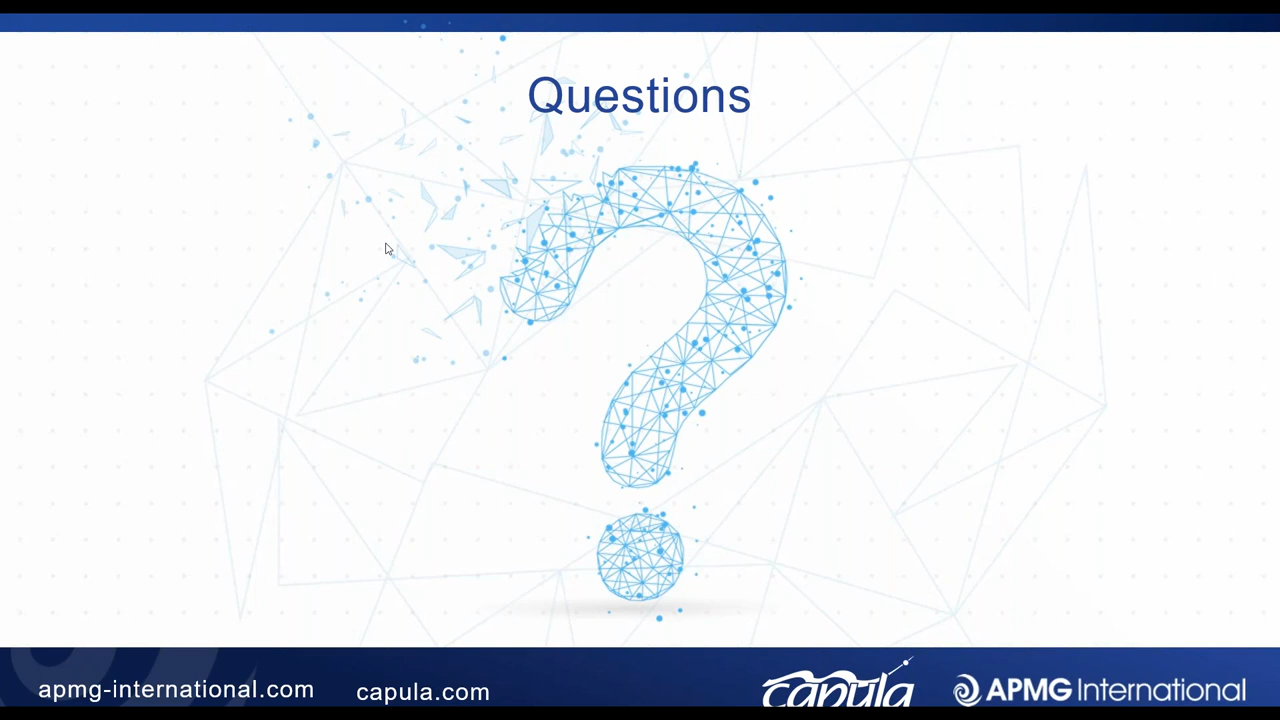 Questions
apmg-international.com
capula.com
capula
APMG International